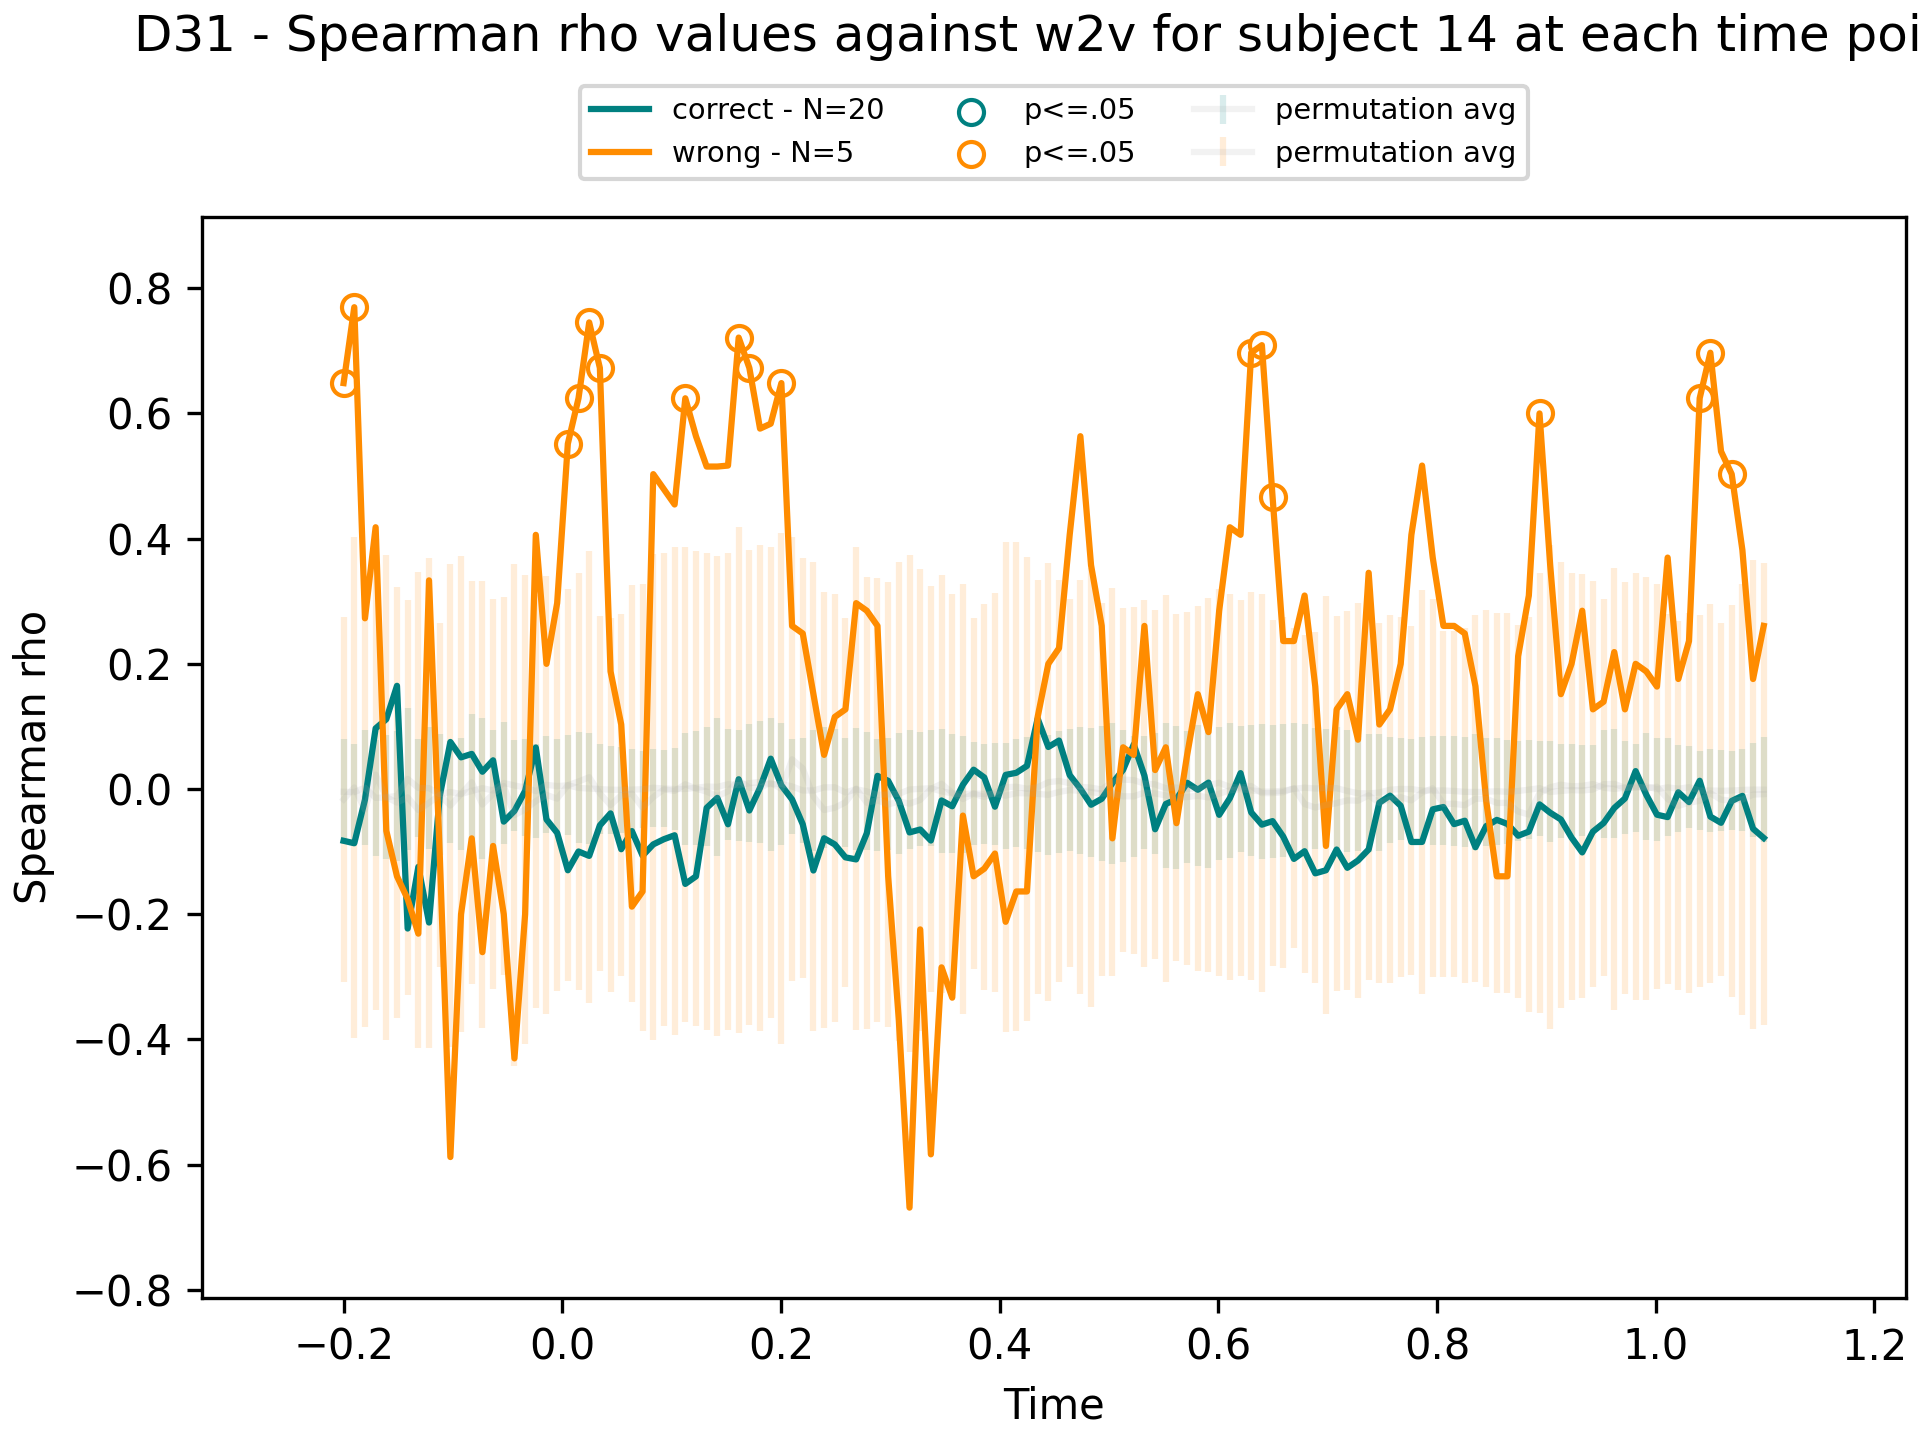 D31 - Spearman rho values against w2v for subject 14 at each time poi
correct - N=20
wrong - N=5
p<=.05
p<=.05
permutation avg
permutation avg
Spearman rho
0.8
0.6
0.4
0.2
0.0
−0.2
−0.4
−0.6
−0.8
−0.2
0.0
0.2
0.4
0.6
0.8
1.0
1.2
Time